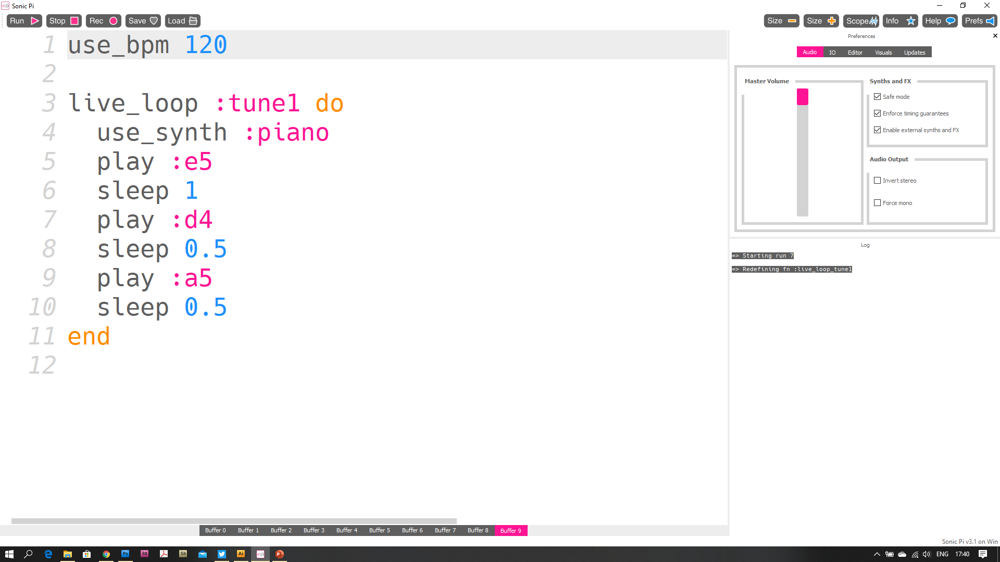 Sonic Pi
Run Stop Rec Save Load Size Size Scope Info Help Prefs
1 use_bpm 120
2
3 live_loop :tune1 do
4 use_synth :piano
5 play :e5
6 sleep 1
7 play :d4
8 sleep 0.5
9 play :a5
10 sleep 0.5
11 end
12
Preferences
Audio IO Editor Visuals Updates
Master Volume
Synths and FX
Safe mode
Enforce timing guarantees
Enable external synths and FX
Audio Output
Invert stereo
Force mono
Log
=> Starting run 7
=> Redefining fn :live_loop_tune1
Buffer 0 Buffer 1 Buffer 2 Buffer 3 Buffer 4 Buffer 5 Buffer 6 Buffer 7 Buffer 8 Buffer 9
Sonic Pi v3.1 on Win
Ps ID Sb Ai P ENG 17:40